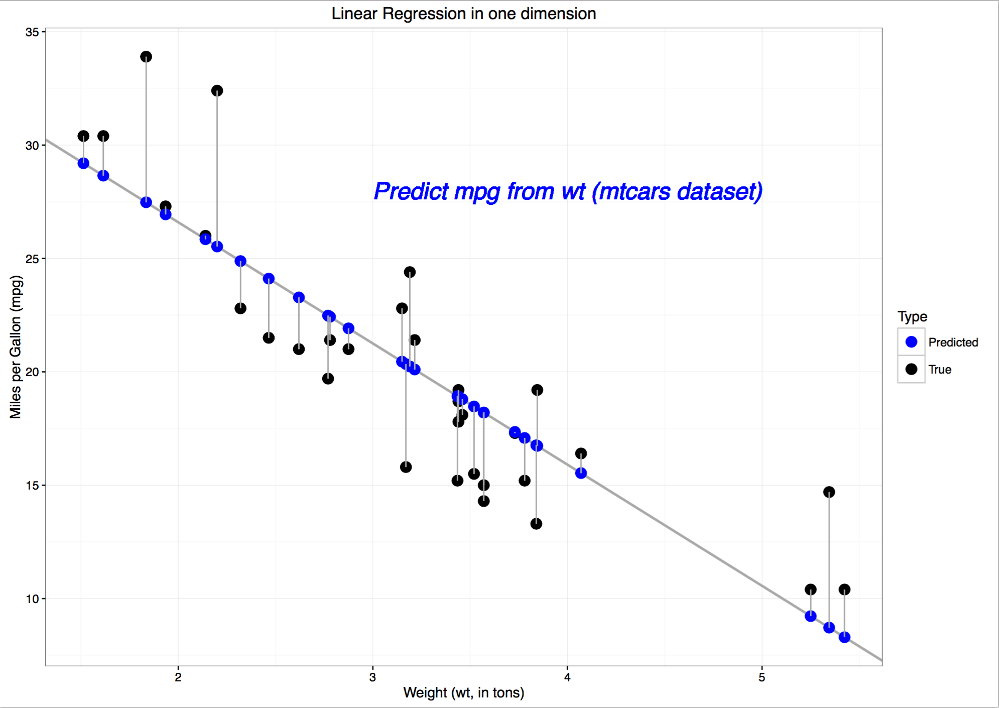 Linear Regression in one dimension
35
30
25
20
15
10
Miles per Gallon (mpg)
Predict mpg from wt (mtcars dataset)
Type
Predicted
True
2 3 4 5
Weight (wt, in tons)